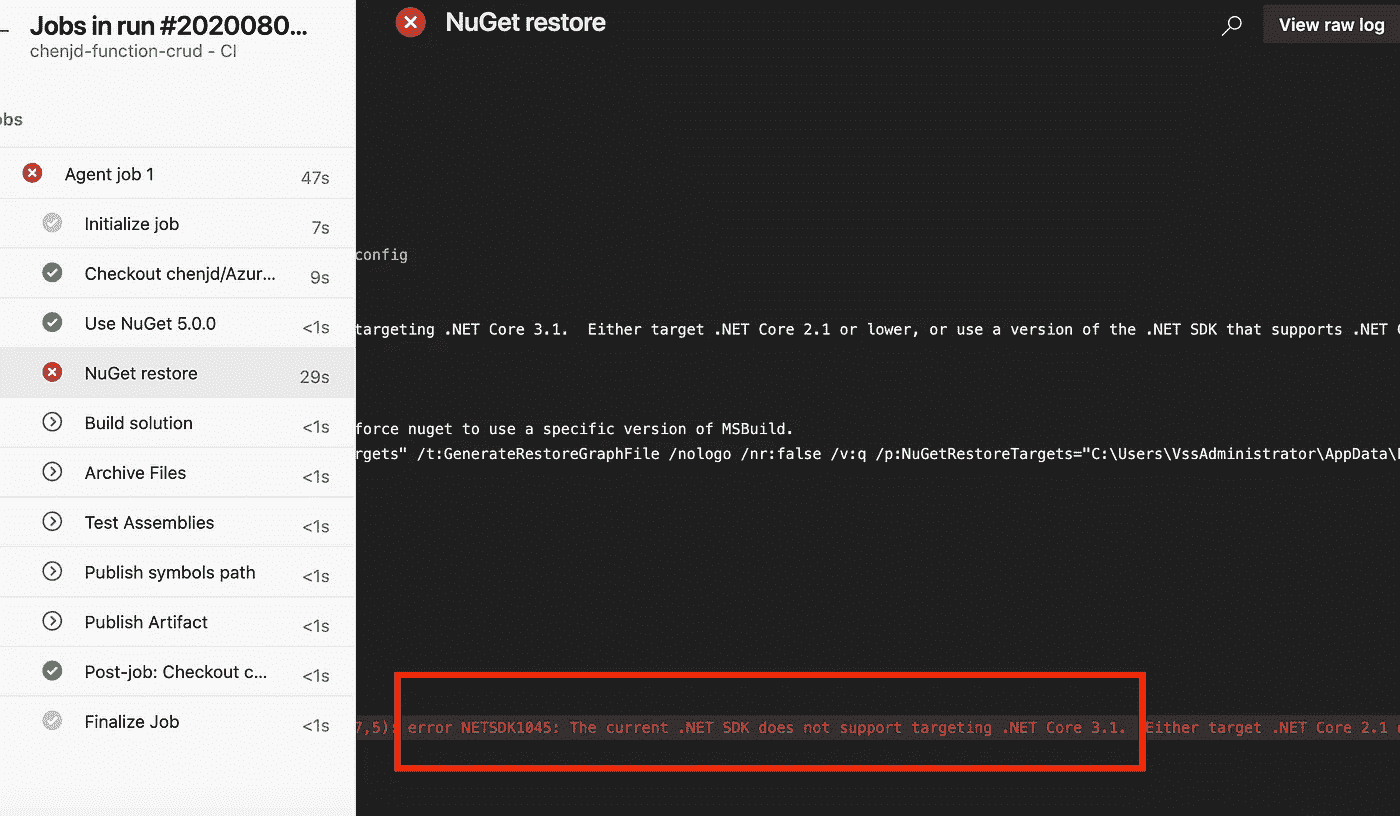 Jobs in run #2020080...
chenjd-function-crud - CI
obs
Agent job 1 47s
Initialize job 7s
Checkout chenjd/Azur... 9s
Use NuGet 5.0.0 <1s
NuGet restore 29s
Build solution <1s
Archive Files <1s
Test Assemblies <1s
Publish symbols path <1s
Publish Artifact <1s
Post-job: Checkout c... <1s
Finalize Job <1s
NuGet restore
View raw log
config
targeting .NET Core 3.1.  Either target .NET Core 2.1 or lower, or use a version of the .NET SDK that supports .NET C
force nuget to use a specific version of MSBuild.
rgets" /t:GenerateRestoreGraphFile /nologo /nr:false /v:q /p:NuGetRestoreTargets="C:\Users\VssAdministrator\AppData\
7,5): error NETSDK1045: The current .NET SDK does not support targeting .NET Core 3.1.  Either target .NET Core 2.1